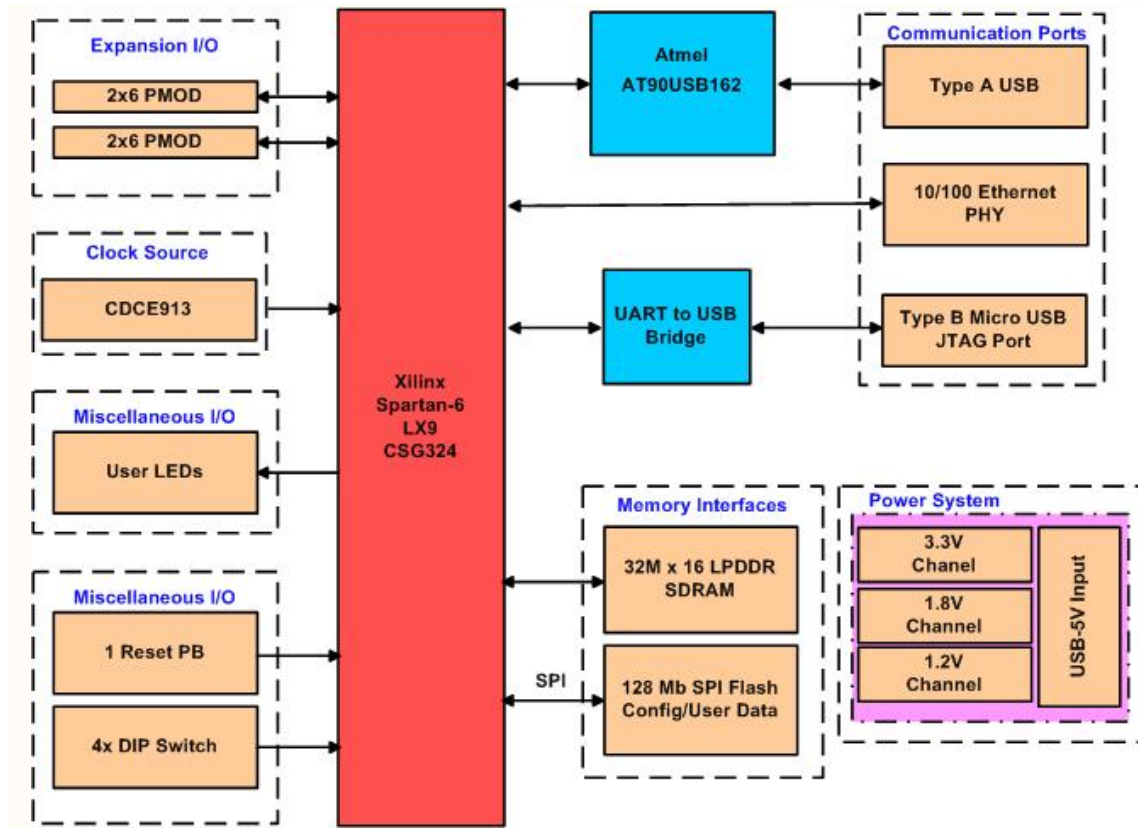 Expansion I/O
2x6 PMOD
2x6 PMOD
Clock Source
CDCE913
Miscellaneous I/O
User LEDs
Miscellaneous I/O
1 Reset PB
4x DIP Switch
Xilinx
Spartan-6
LX9
CSG324
Atmel
AT90USB162
UART to USB
Bridge
Communication Ports
Type A USB
10/100 Ethernet
PHY
Type B Micro USB
JTAG Port
Memory Interfaces
32M x 16 LPDDR
SDRAM
SPI
128 Mb SPI Flash
Config/User Data
Power System
3.3V
Chanel
1.8V
Channel
1.2V
Channel
USB-5V Input